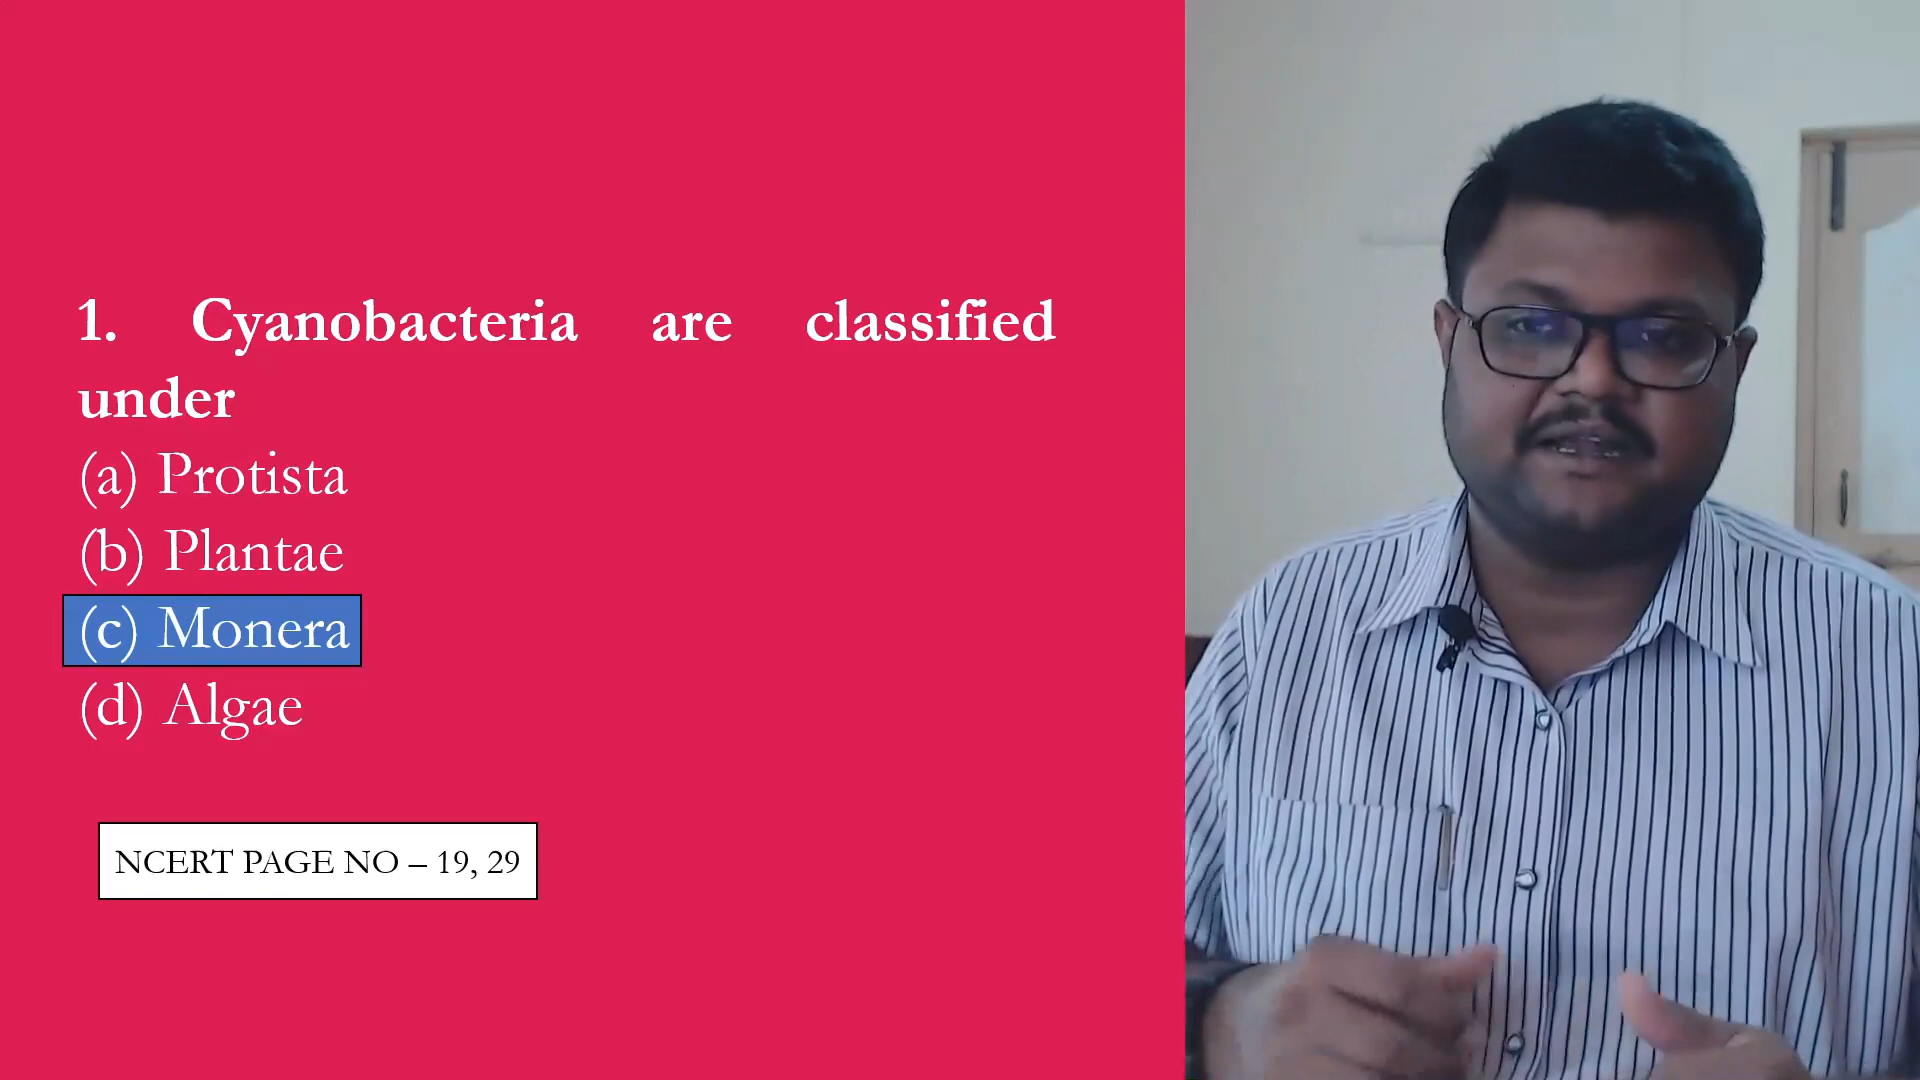 1. Cyanobacteria are classified
under
(a) Protista
(b) Plantae
(c) Monera
(d) Algae
NCERT PAGE NO – 19, 29